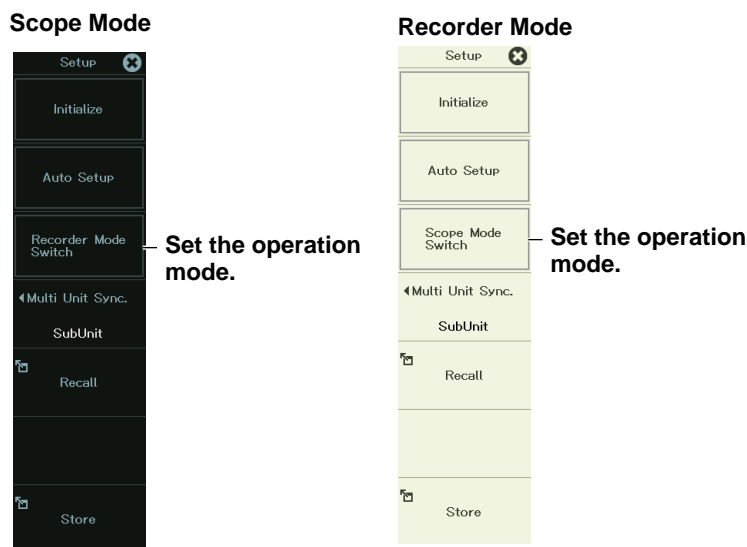 Scope Mode
Setup
Initialize
Auto Setup
Recorder Mode
Switch
Set the operation
mode.
Multi Unit Sync.
SubUnit
Recall
Store
Recorder Mode
Setup
Initialize
Auto Setup
Scope Mode
Switch
Set the operation
mode.
Multi Unit Sync.
SubUnit
Recall
Store